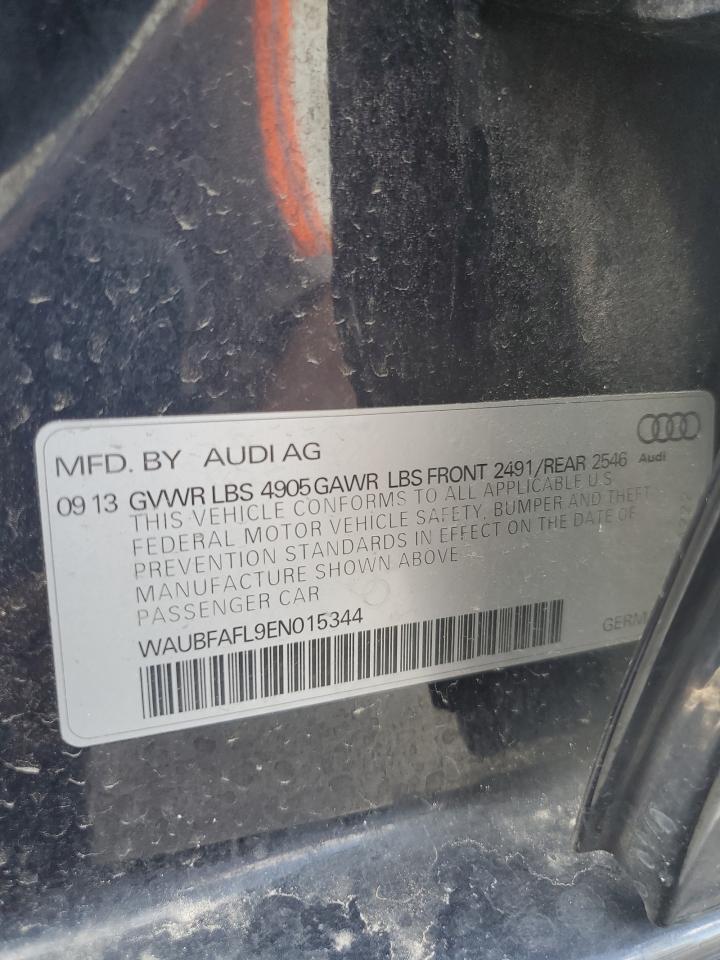 MFD. BY AUDI AG
Audi
09 13 GVWR LBS 4905 GAWR LBS FRONT 2491/REAR 2546
THIS VEHICLE CONFORMS TO ALL APPLICABLE U.S.
FEDERAL MOTOR VEHICLE SAFETY, BUMPER AND THEFT
PREVENTION STANDARDS IN EFFECT ON THE DATE OF
MANUFACTURE SHOWN ABOVE
PASSENGER CAR
WAUBFAFL9EN015344